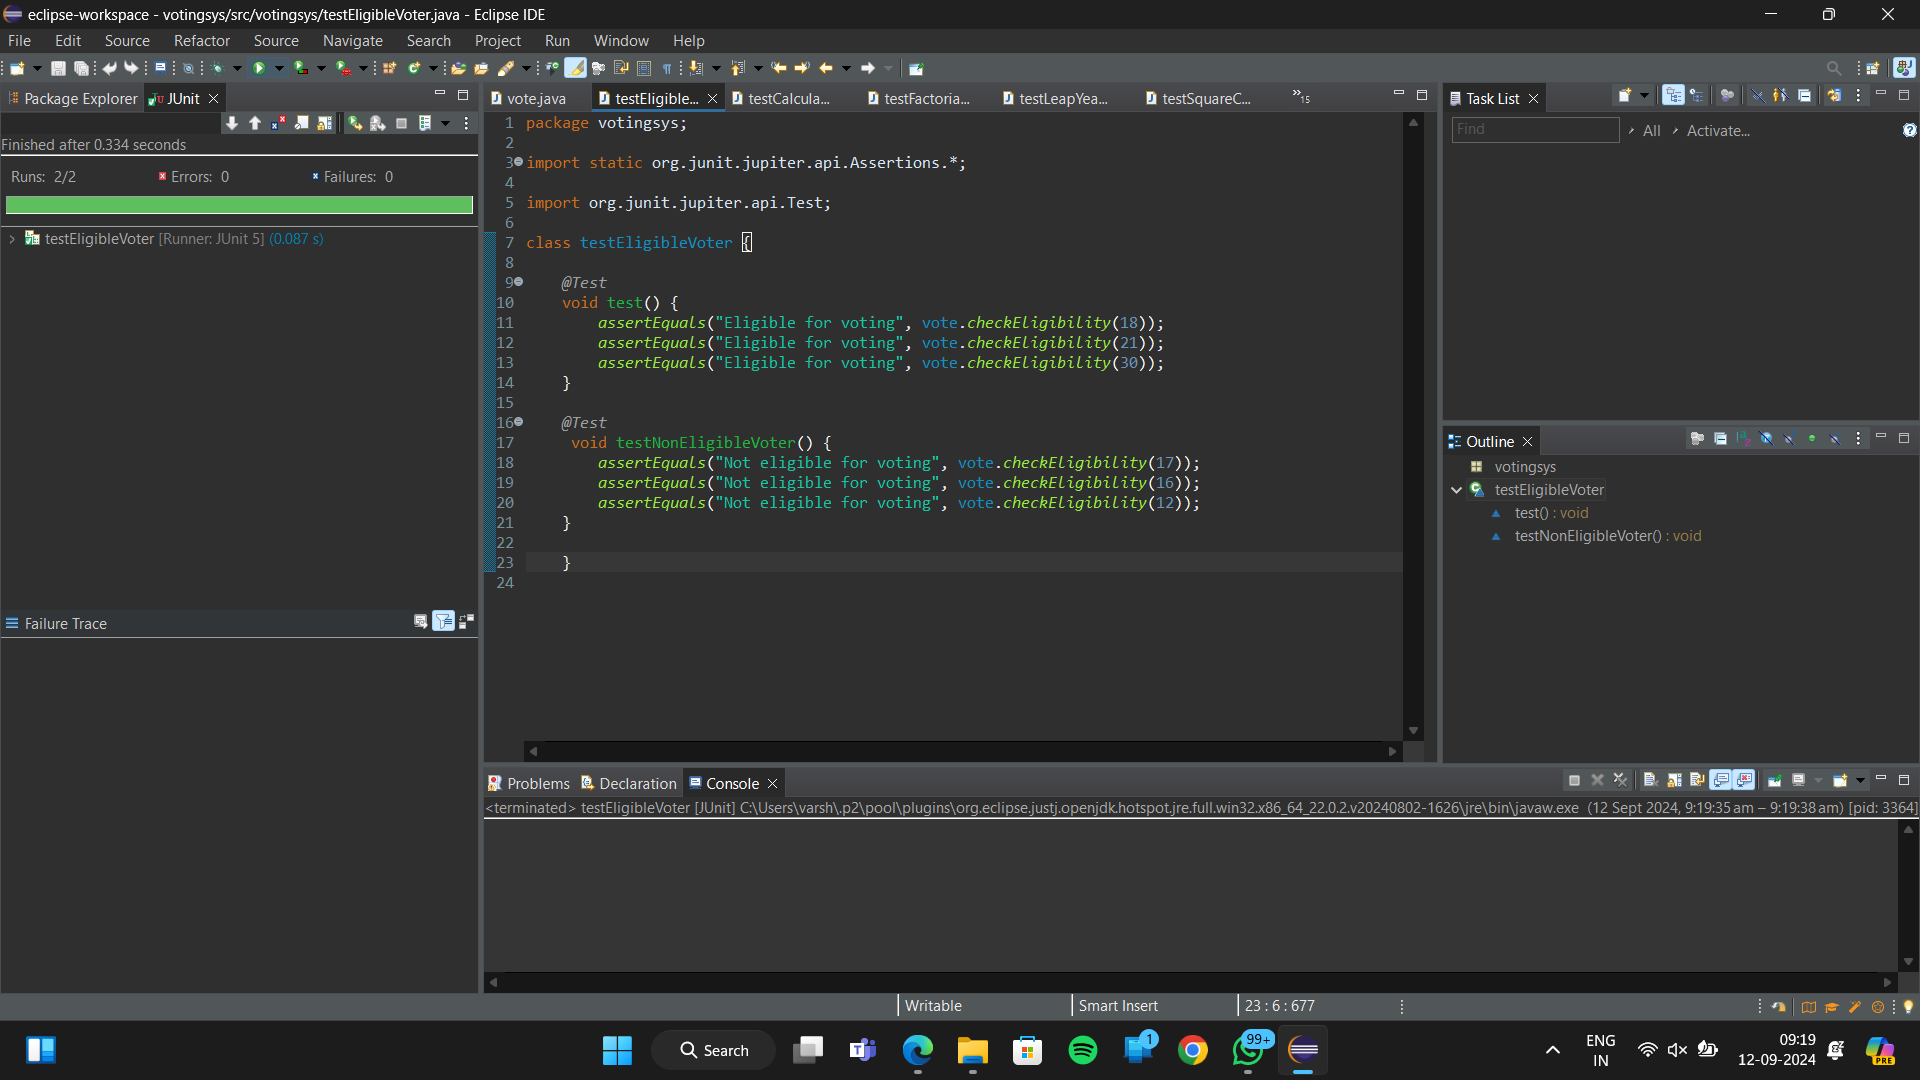 eclipse-workspace - votingsys/src/votingsys/testEligibleVoter.java - Eclipse IDE
File Edit Source Refactor Source Navigate Search Project Run Window Help
Package Explorer JUnit
vote.java testEligible... testCalcula... testFactoria... testLeapYea... testSquareC... »15
Task List
Find All Activate...
Finished after 0.334 seconds
Runs: 2/2 Errors: 0 Failures: 0
testEligibleVoter [Runner: JUnit 5] (0.087 s)
Failure Trace
1 package votingsys;
2
3 import static org.junit.jupiter.api.Assertions.*;
4
5 import org.junit.jupiter.api.Test;
6
7 class testEligibleVoter {
8
9 @Test
10 void test() {
11 assertEquals("Eligible for voting", vote.checkEligibility(18));
12 assertEquals("Eligible for voting", vote.checkEligibility(21));
13 assertEquals("Eligible for voting", vote.checkEligibility(30));
14 }
15
16 @Test
17 void testNonEligibleVoter() {
18 assertEquals("Not eligible for voting", vote.checkEligibility(17));
19 assertEquals("Not eligible for voting", vote.checkEligibility(16));
20 assertEquals("Not eligible for voting", vote.checkEligibility(12));
21 }
22
23 }
24
Outline
votingsys
testEligibleVoter
test() : void
testNonEligibleVoter() : void
Problems Declaration Console
<terminated> testEligibleVoter [JUnit] C:\Users\varsh\.p2\pool\plugins\org.eclipse.justj.openjdk.hotspot.jre.full.win32.x86_64_22.0.2.v20240802-1626\jre\bin\javaw.exe (12 Sept 2024, 9:19:35 am – 9:19:38 am) [pid: 3364]
Writable Smart Insert 23 : 6 : 677
Search
1
99+
ENG
IN
09:19
12-09-2024
PRE